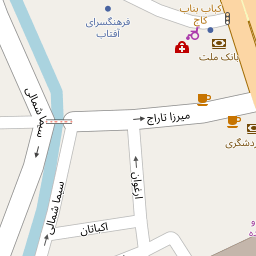 کباب بناب
کاج
فرهنگسرای
آفتاب
بانک ملت
میرزا تاراج
سیما شمالی
گردشگری
ارغوان
سیما شمالی
اکباتان